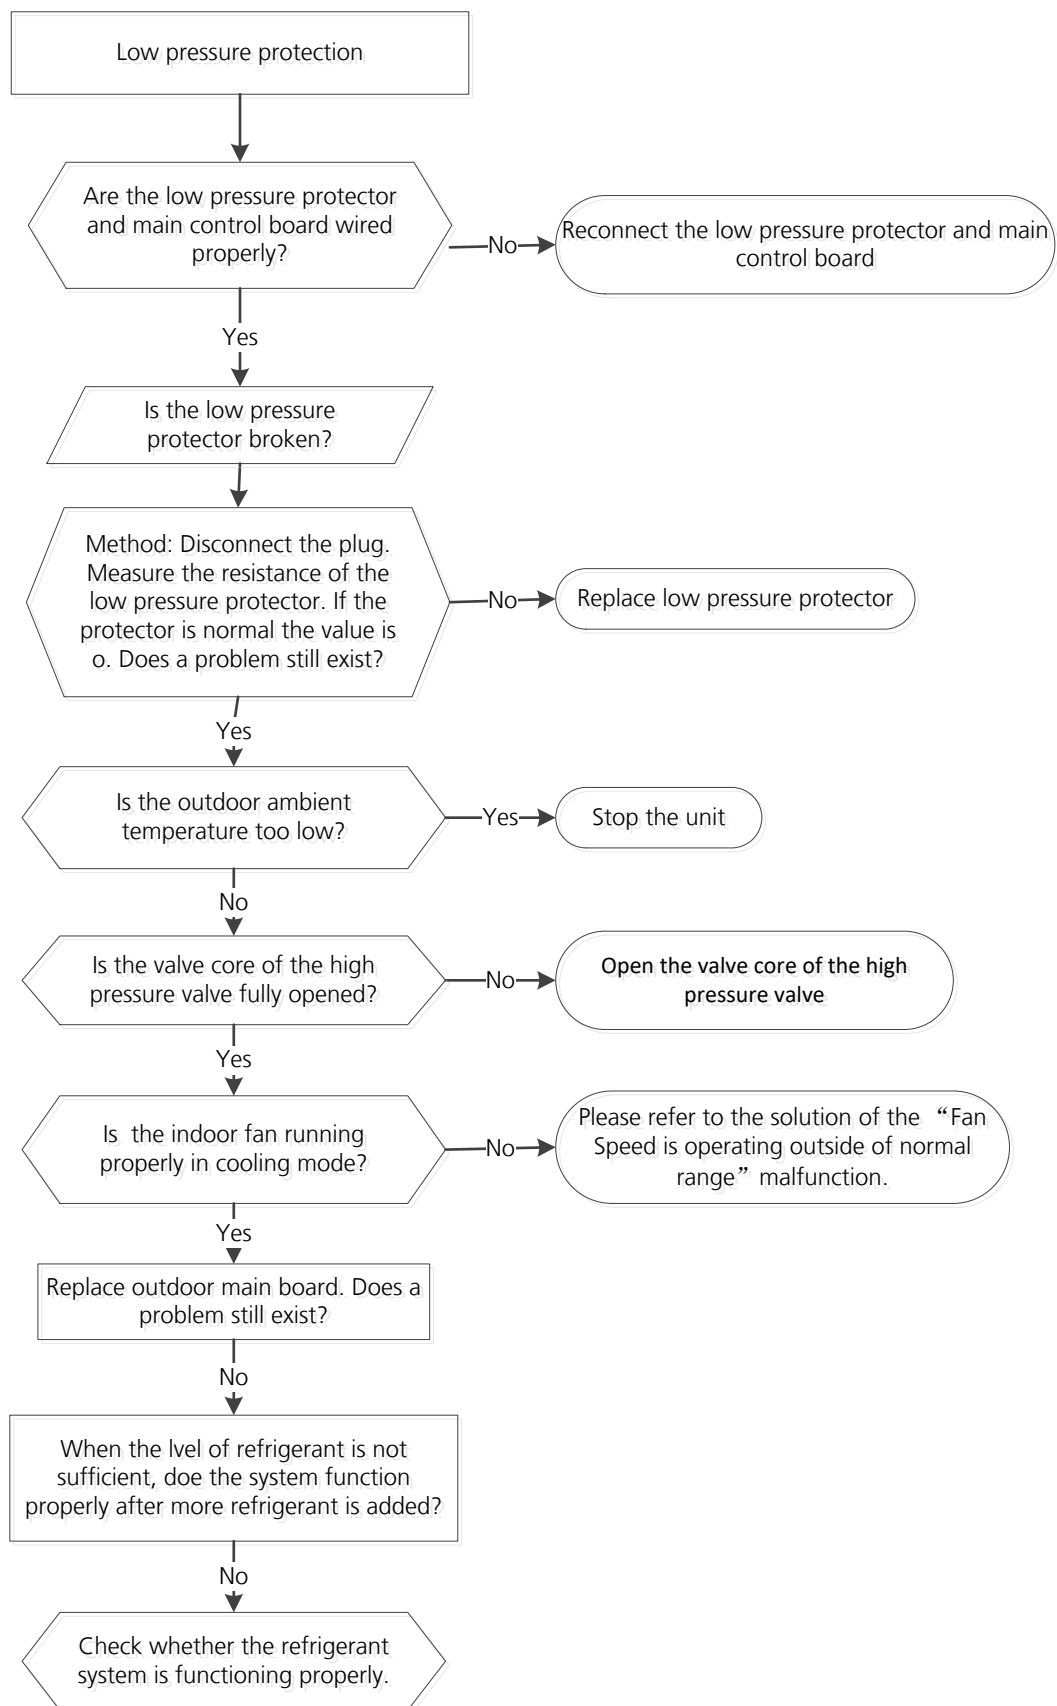 Low pressure protection
Are the low pressure protector
and main control board wired
properly?
No
Reconnect the low pressure protector and main
control board
Yes
Is the low pressure
protector broken?
Method: Disconnect the plug.
Measure the resistance of the
low pressure protector. If the
protector is normal the value is
o. Does a problem still exist?
No
Replace low pressure protector
Yes
Is the outdoor ambient
temperature too low?
Yes
Stop the unit
No
Is the valve core of the high
pressure valve fully opened?
No
Open the valve core of the high
pressure valve
Yes
Is the indoor fan running
properly in cooling mode?
No
Please refer to the solution of the “Fan
Speed is operating outside of normal
range” malfunction.
Yes
Replace outdoor main board. Does a
problem still exist?
No
When the lvel of refrigerant is not
sufficient, doe the system function
properly after more refrigerant is added?
No
Check whether the refrigerant
system is functioning properly.